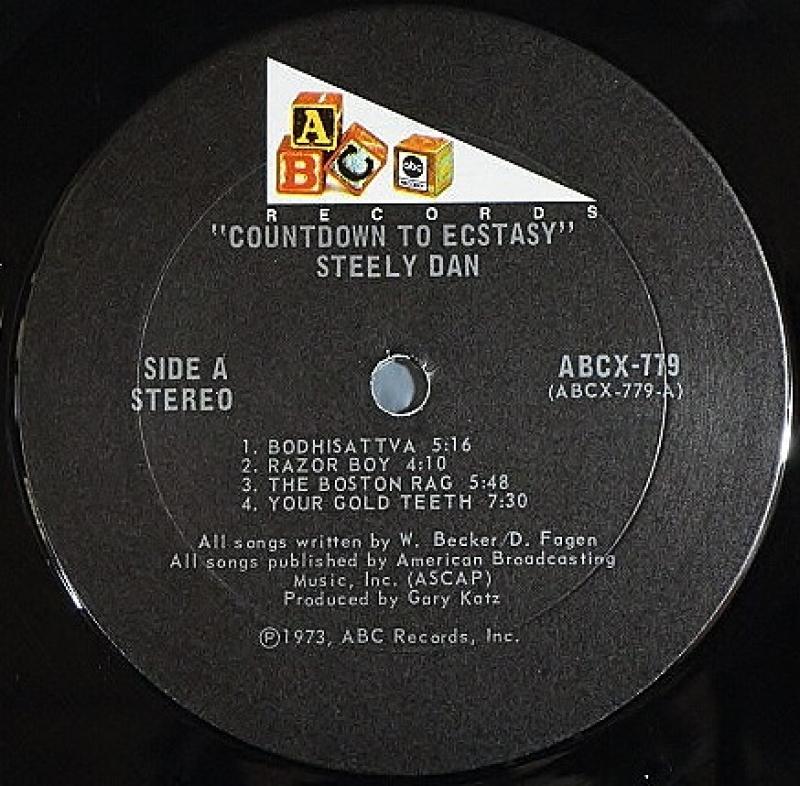 A
B C abc
RECORDS
"COUNTDOWN TO ECSTASY"
STEELY DAN
SIDE A
STEREO
ABCX-779
(ABCX-779-A)
1. BODHISATTVA 5:16
2. RAZOR BOY 4:10
3. THE BOSTON RAG 5:48
4. YOUR GOLD TEETH 7:30
All songs written by W. Becker/D. Fagen
All songs published by American Broadcasting
Music, Inc. (ASCAP)
Produced by Gary Katz
Ⓟ1973, ABC Records, Inc.